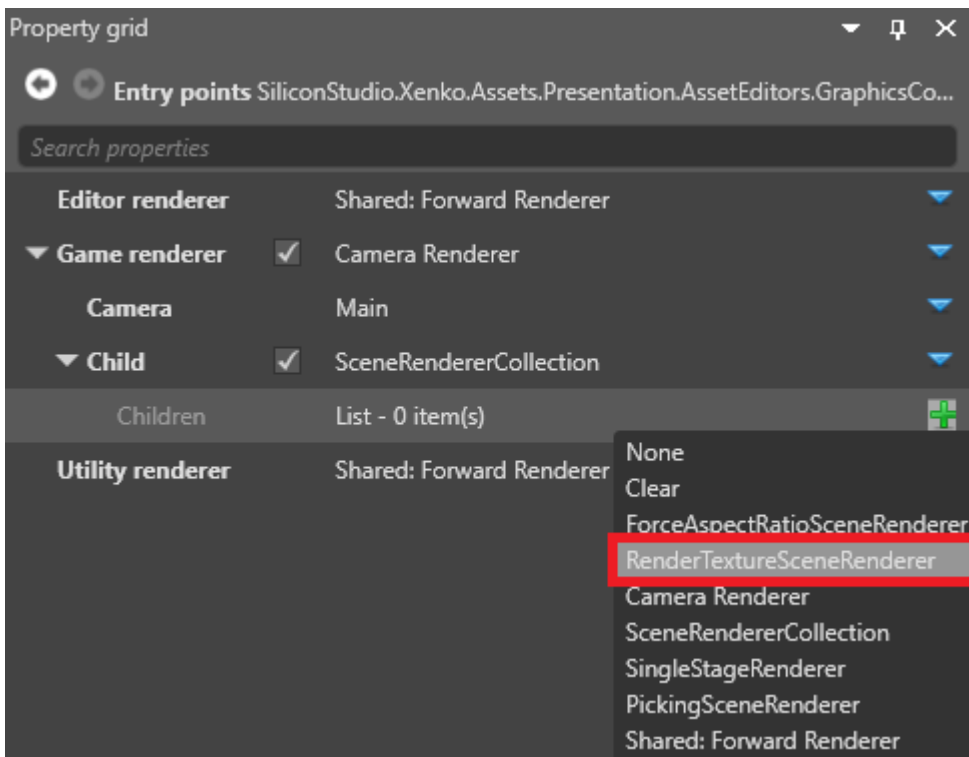 Property grid
Entry points SiliconStudio.Xenko.Assets.Presentation.AssetEditors.GraphicsCo...
Search properties
Editor renderer Shared: Forward Renderer
Game renderer Camera Renderer
Camera Main
Child SceneRendererCollection
Children List - 0 item(s)
Utility renderer Shared: Forward Renderer
None
Clear
ForceAspectRatioSceneRenderer
RenderTextureSceneRenderer
Camera Renderer
SceneRendererCollection
SingleStageRenderer
PickingSceneRenderer
Shared: Forward Renderer